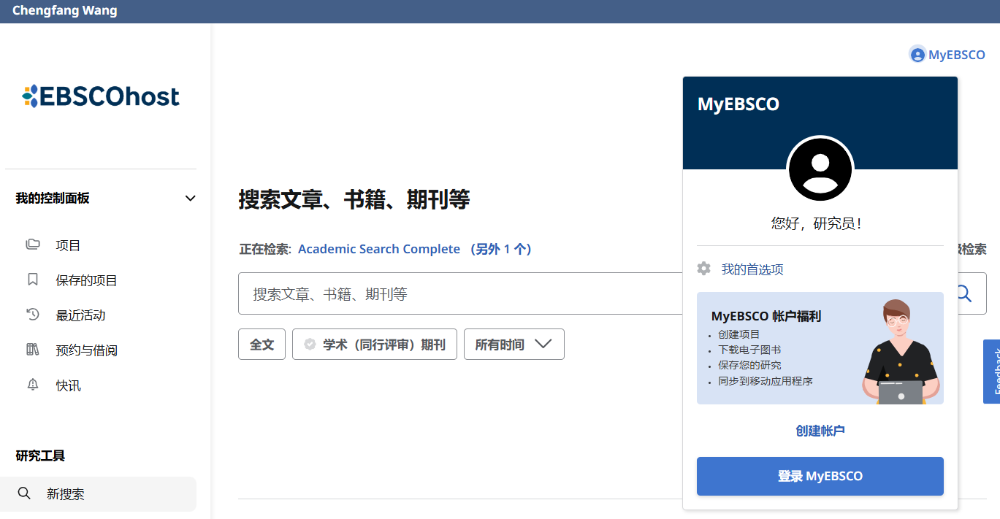 Chengfang Wang
MyEBSCO
EBSCOhost
MyEBSCO
我的控制面板
搜索文章、书籍、期刊等
您好，研究员！
项目
正在检索: Academic Search Complete （另外 1 个）
检索
我的首选项
保存的项目
搜索文章、书籍、期刊等
最近活动
MyEBSCO 帐户福利
• 创建项目
• 下载电子图书
• 保存您的研究
• 同步到移动应用程序
全文
学术（同行评审）期刊
所有时间
预约与借阅
Feedback
快讯
创建帐户
研究工具
登录 MyEBSCO
新搜索